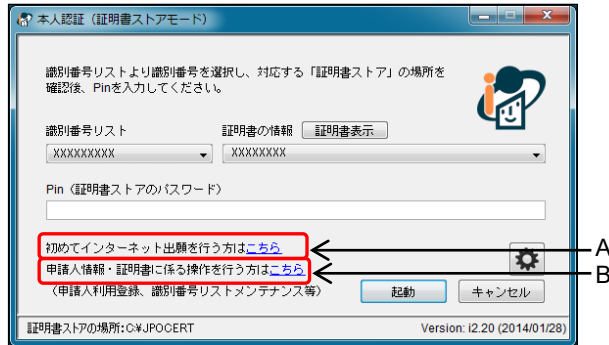 本人認証（証明書ストアモード）
識別番号リストより識別番号を選択し、対応する「証明書ストア」の場所を
確認後、Pinを入力してください。
識別番号リスト 証明書の情報 証明書表示
XXXXXXXXX XXXXXXXX
Pin（証明書ストアのパスワード）
初めてインターネット出願を行う方はこちら A
申請人情報・証明書に係る操作を行う方はこちら B
（申請人利用登録、識別番号リストメンテナンス等） 起動 キャンセル
証明書ストアの場所:C:¥JPOCERT Version: i2.20 (2014/01/28)